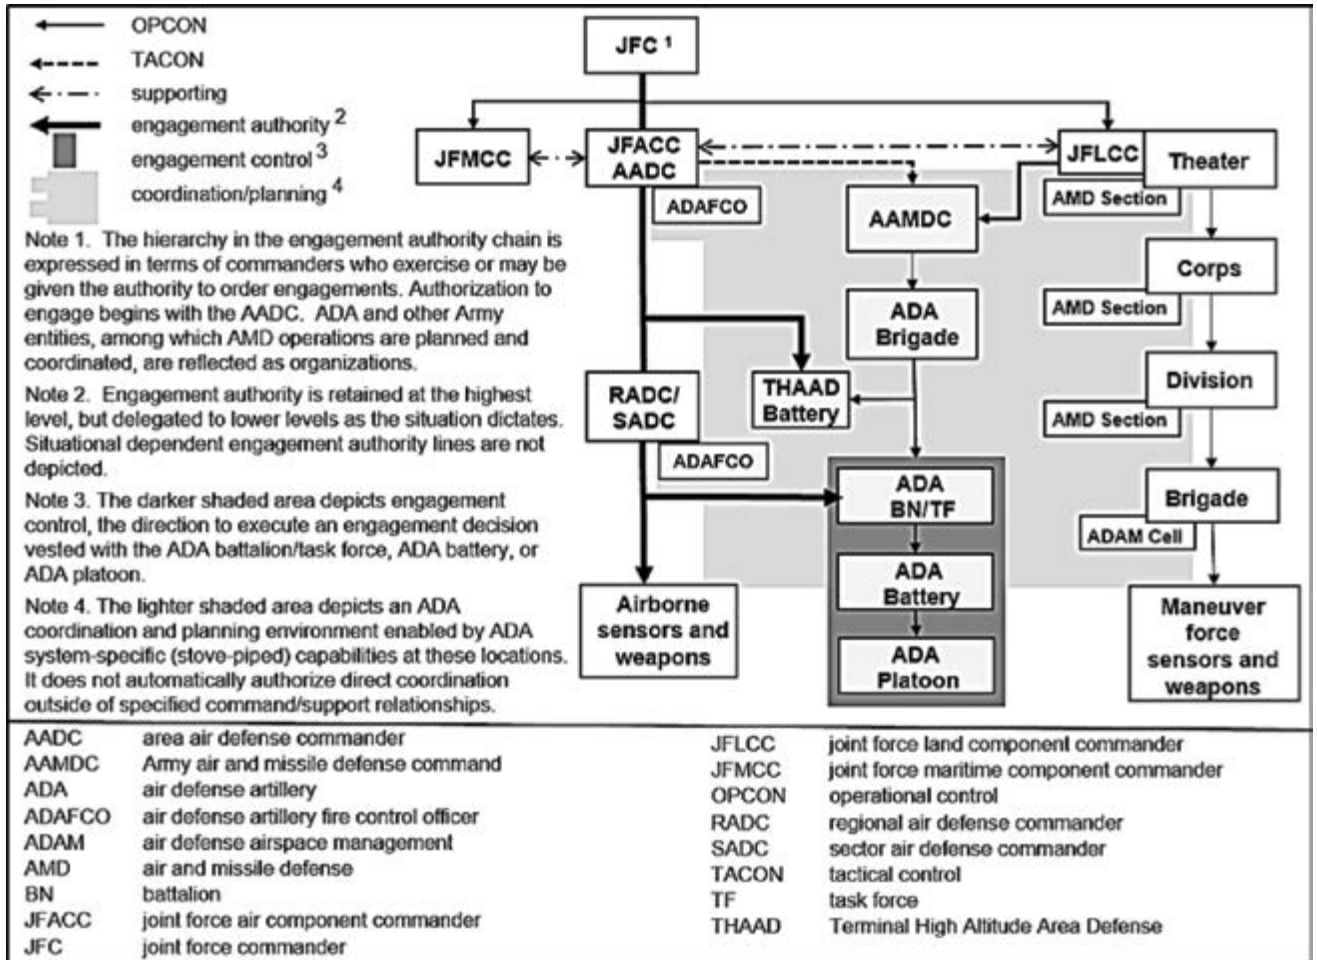 OPCON
TACON
supporting
engagement authority 2
engagement control 3
coordination/planning 4
JFC 1
JFMCC
JFACC
AADC
ADAFCO
JFLCC
Theater
AMD Section
AAMDC
Corps
AMD Section
ADA
Brigade
Division
AMD Section
THAAD
Battery
RADC/
SADC
ADAFCO
ADA
BN/TF
Brigade
ADAM Cell
ADA
Battery
ADA
Platoon
Airborne
sensors and
weapons
Maneuver
force
sensors and
weapons
Note 1. The hierarchy in the engagement authority chain is
expressed in terms of commanders who exercise or may be
given the authority to order engagements. Authorization to
engage begins with the AADC. ADA and other Army
entities, among which AMD operations are planned and
coordinated, are reflected as organizations.
Note 2. Engagement authority is retained at the highest
level, but delegated to lower levels as the situation dictates.
Situational dependent engagement authority lines are not
depicted.
Note 3. The darker shaded area depicts engagement
control, the direction to execute an engagement decision
vested with the ADA battalion/task force, ADA battery, or
ADA platoon.
Note 4. The lighter shaded area depicts an ADA
coordination and planning environment enabled by ADA
system-specific (stove-piped) capabilities at these locations.
It does not automatically authorize direct coordination
outside of specified command/support relationships.
AADC area air defense commander
AAMDC Army air and missile defense command
ADA air defense artillery
ADAFCO air defense artillery fire control officer
ADAM air defense airspace management
AMD air and missile defense
BN battalion
JFACC joint force air component commander
JFC joint force commander
JFLCC joint force land component commander
JFMCC joint force maritime component commander
OPCON operational control
RADC regional air defense commander
SADC sector air defense commander
TACON tactical control
TF task force
THAAD Terminal High Altitude Area Defense